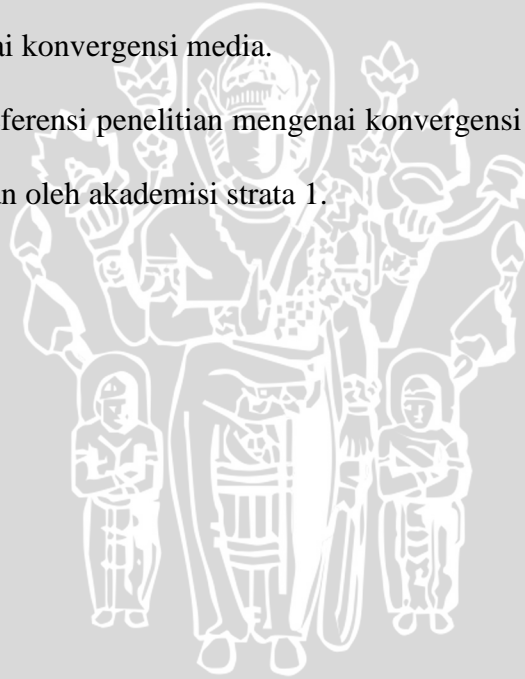 ai konvergensi media.
ferensi penelitian mengenai konvergensi
n oleh akademisi strata 1.